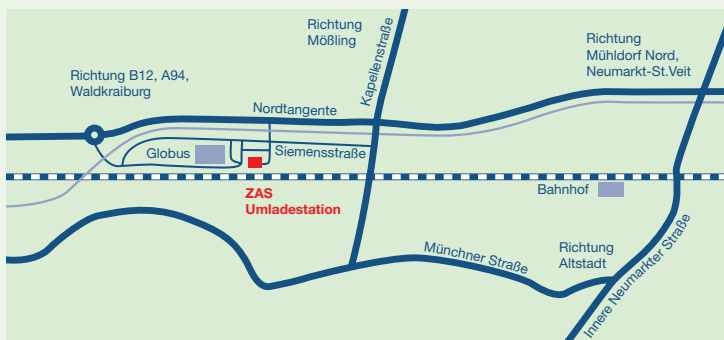 Richtung
Mößling
Kapellenstraße
Richtung
Mühldorf Nord,
Neumarkt-St.Veit
Richtung B12, A94,
Waldkraiburg
Nordtangente
Globus
Siemensstraße
ZAS
Umladestation
Bahnhof
Münchner Straße
Richtung
Altstadt
Innere Neumarkter Straße